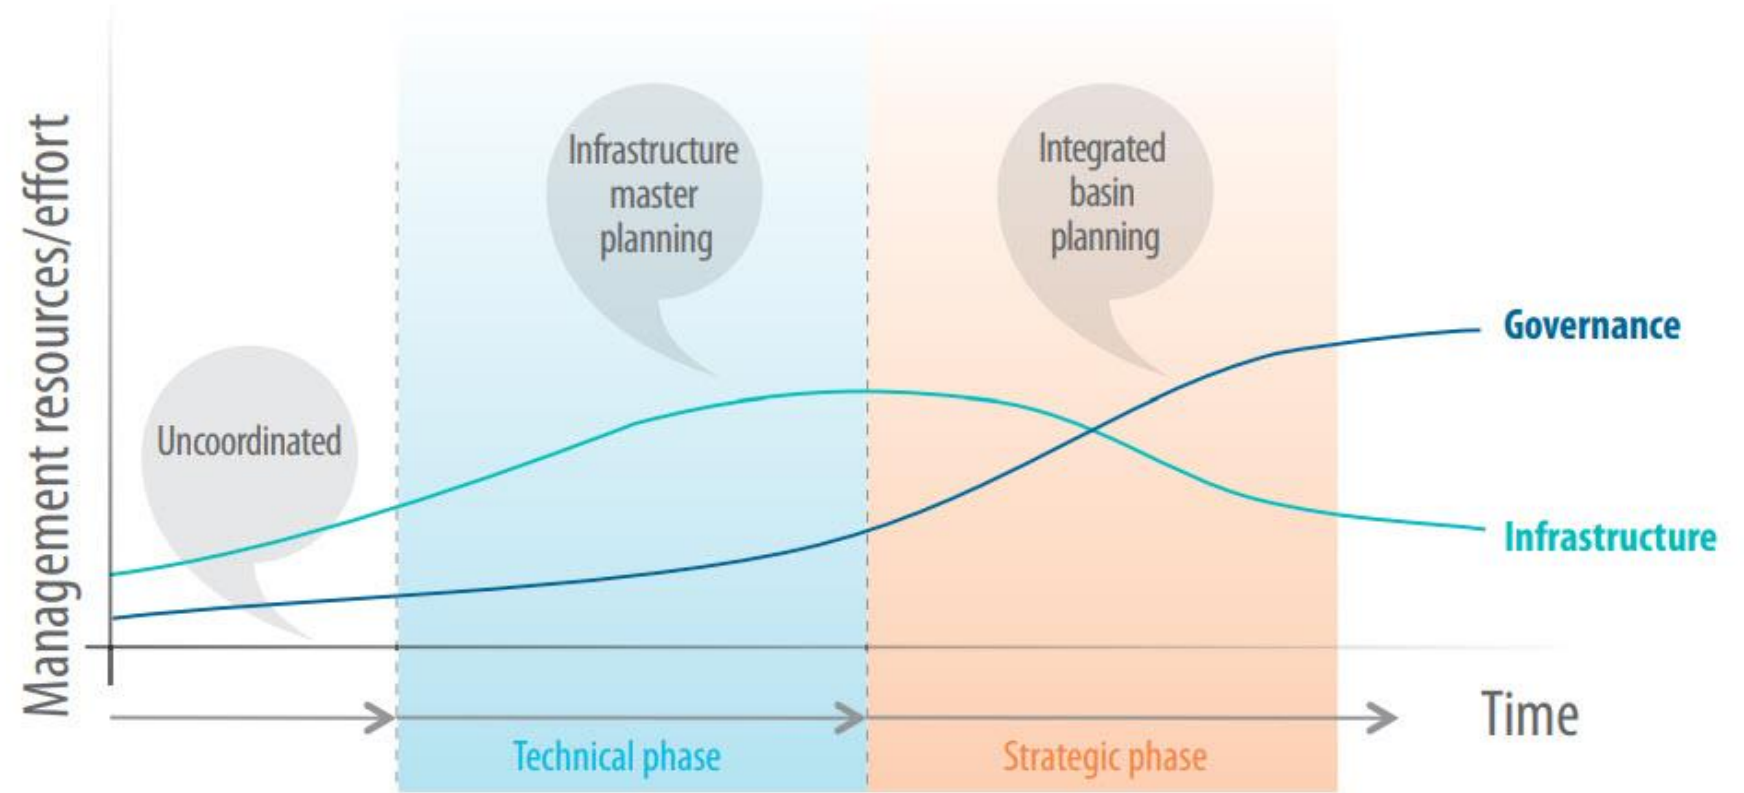 Management resources/effort
Uncoordinated
Infrastructure
master
planning
Integrated
basin
planning
Governance
Infrastructure
Time
Technical phase
Strategic phase